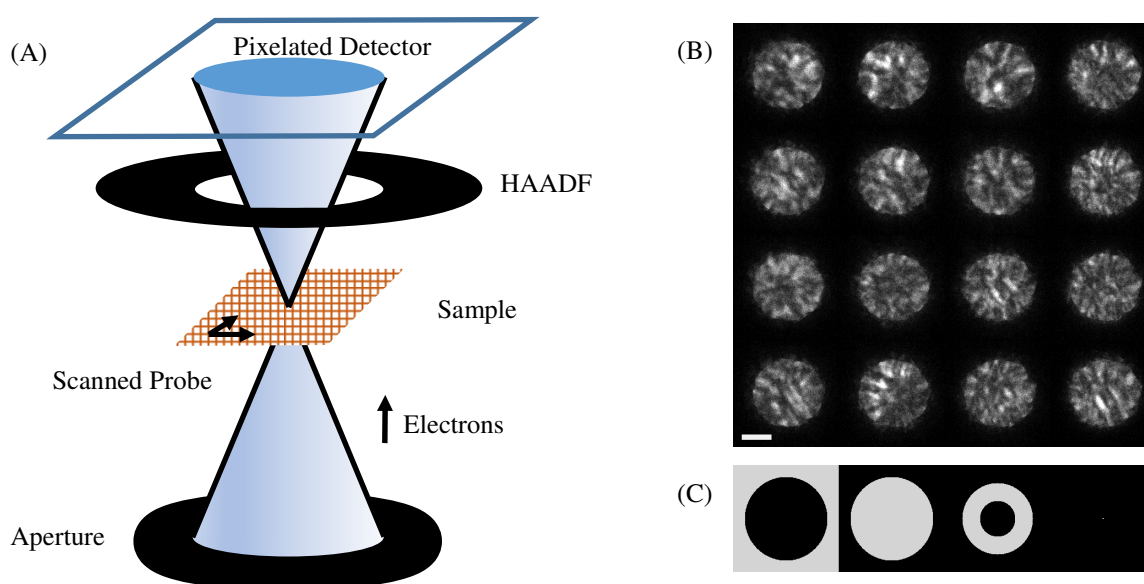 (A)
Pixelated Detector
HAADF
Sample
Scanned Probe
Electrons
Aperture
(B)
(C)